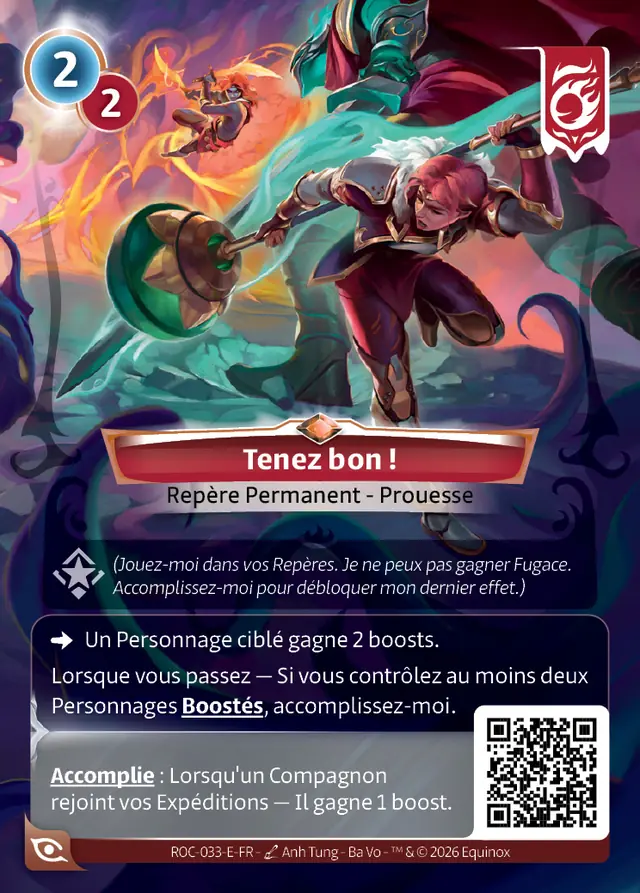 2
2
Tenez bon !
Repère Permanent - Prouesse
(Jouez-moi dans vos Repères. Je ne peux pas gagner Fugace.
Accomplissez-moi pour débloquer mon dernier effet.)
Un Personnage ciblé gagne 2 boosts.
Lorsque vous passez — Si vous contrôlez au moins deux
Personnages Boostés, accomplissez-moi.
Accomplie : Lorsqu'un Compagnon
rejoint vos Expéditions — Il gagne 1 boost.
ROC-033-E-FR - Anh Tung - Ba Vo - ™ & © 2026 Equinox